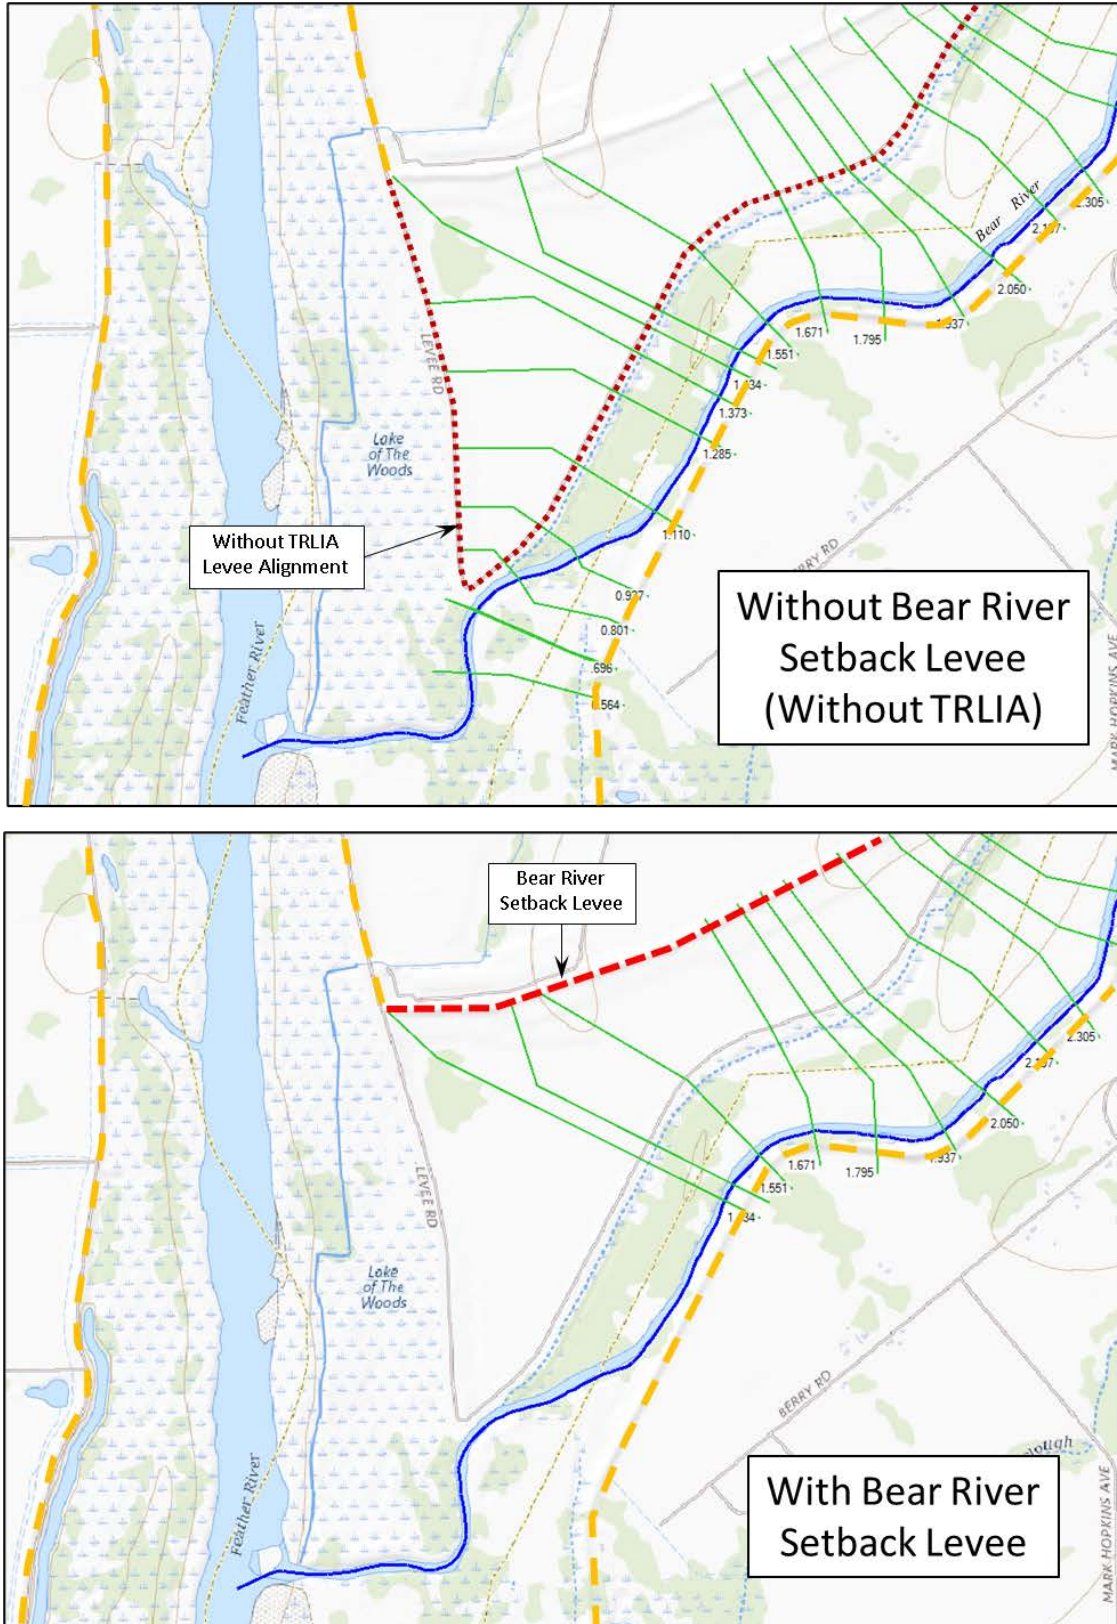 Bear River
2.305
2.050
1.671
1.795
1.551
LEVEE RD
1.373
Lake
of The
Woods
1.285
Without TRLIA
Levee Alignment
1.110
0.801
Feather River
Without Bear River
Setback Levee
(Without TRLIA)
MARK HOPKINS AVE
Bear River
Setback Levee
2.305
2.050
1.671
1.795
1.551
LEVEE RD
Lake
of The
Woods
BERRY RD
Feather River
With Bear River
Setback Levee
MARK HOPKINS AVE